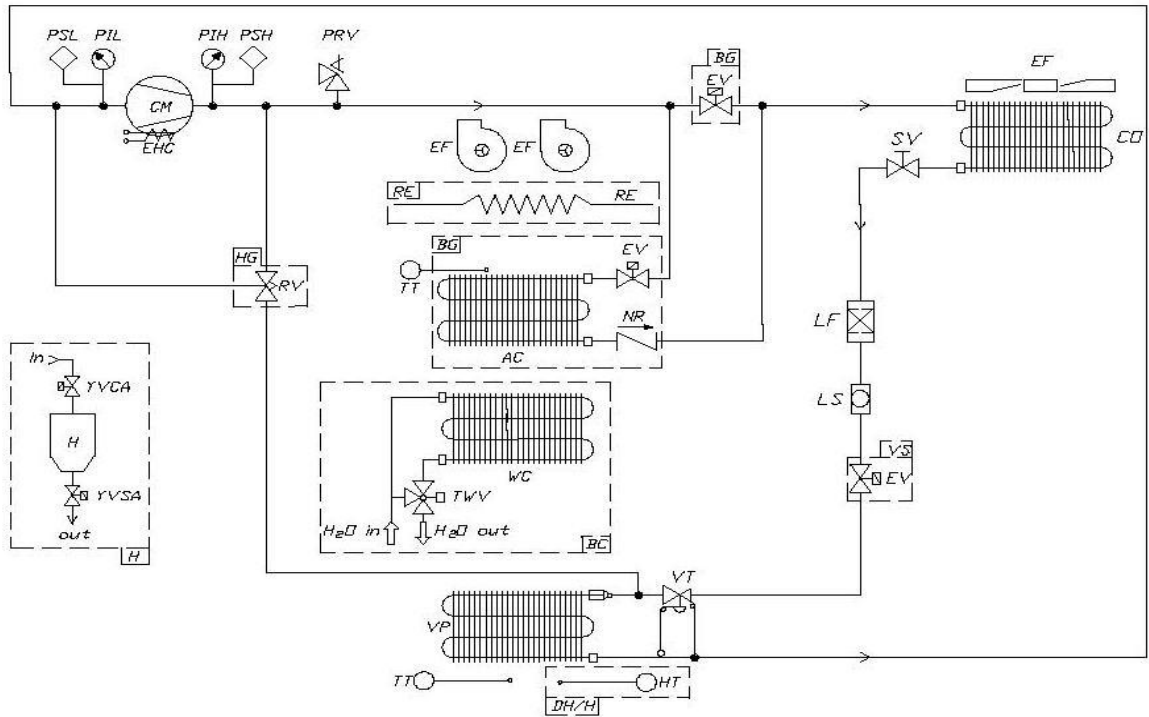 PSL PIL PIH PSH PRV
BG
EV
EF
CM
EHC
EF EF
SV
CO
RE RE
HG
RV
BG
EV
TT
NR
AC
LF
In
YVCA
H
YVSA
out
H
LS
WC
TWV
H₂O in H₂O out
BC
VS
EV
VT
VP
TT
HT
DH/H